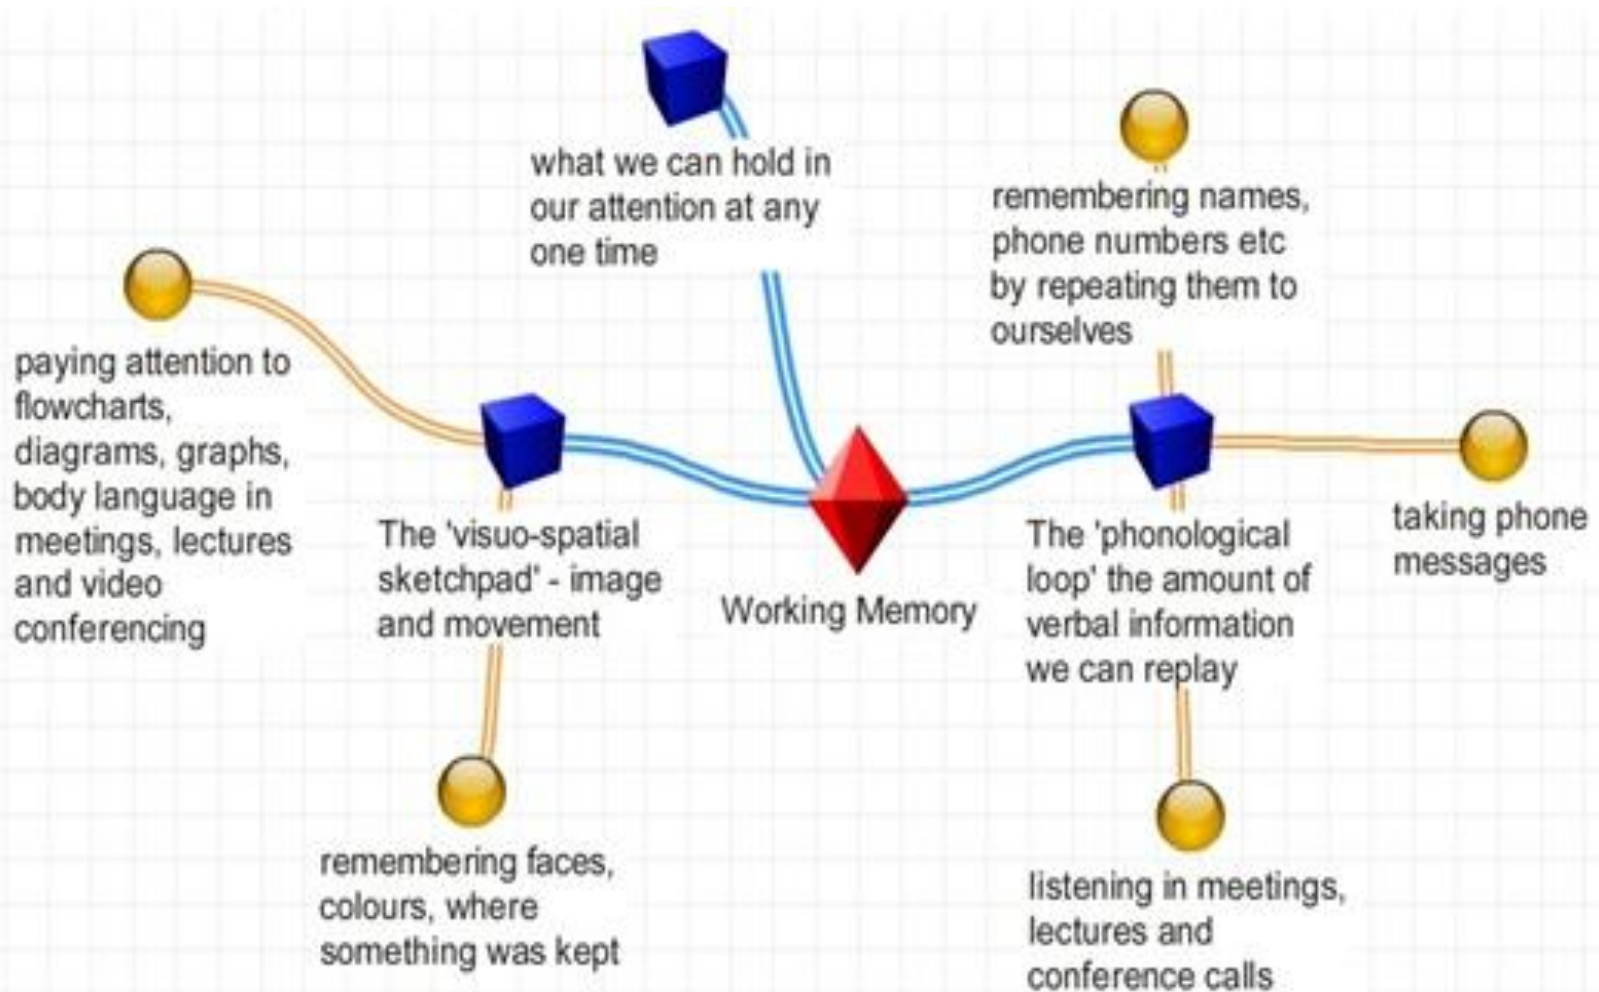 what we can hold in
our attention at any
one time
remembering names,
phone numbers etc
by repeating them to
ourselves
paying attention to
flowcharts,
diagrams, graphs,
body language in
meetings, lectures
and video
conferencing
The 'visuo-spatial
sketchpad' - image
and movement
Working Memory
The 'phonological
loop' the amount of
verbal information
we can replay
taking phone
messages
remembering faces,
colours, where
something was kept
listening in meetings,
lectures and
conference calls